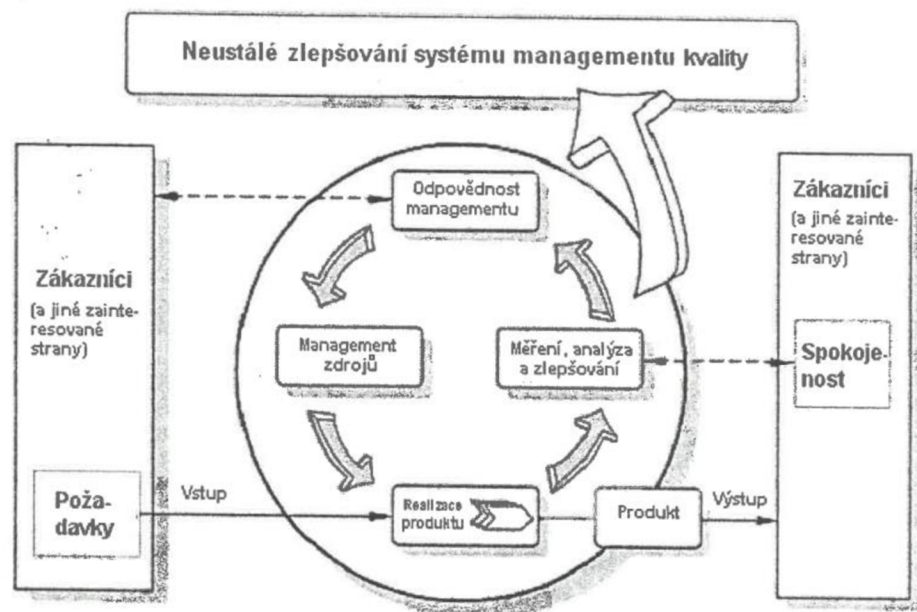 Neustálé zlepšování systému managementu kvality
Zákazníci
(a jiné zainte-
resované
strany)
Poža-
davky
Vstup
Odpovědnost
managementu
Management
zdrojů
Měření, analýza
a zlepšování
Realizace
produktu
Produkt
Výstup
Zákazníci
(a jiné zainte-
resované
strany)
Spokoje-
nost